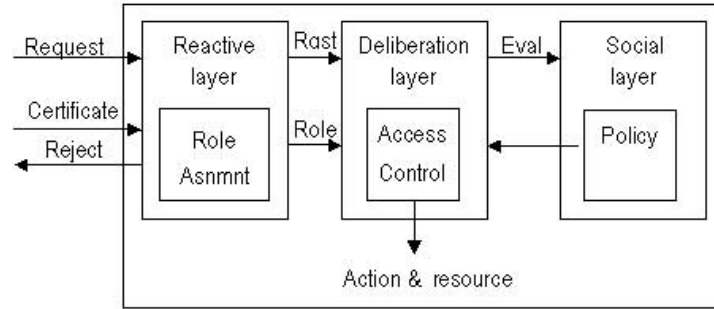 Request
Certificate
Reject
Reactive
layer
Role
Asnmnt
Rqst
Role
Deliberation
layer
Access
Control
Eval
Social
layer
Policy
Action & resource